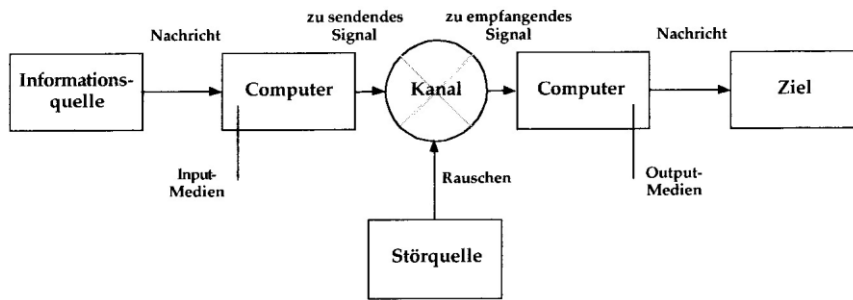 zu sendendes
Signal
zu empfangendes
Signal
Nachricht
Nachricht
Informations-
quelle
Computer
Kanal
Computer
Ziel
Input-
Medien
Rauschen
Output-
Medien
Störquelle